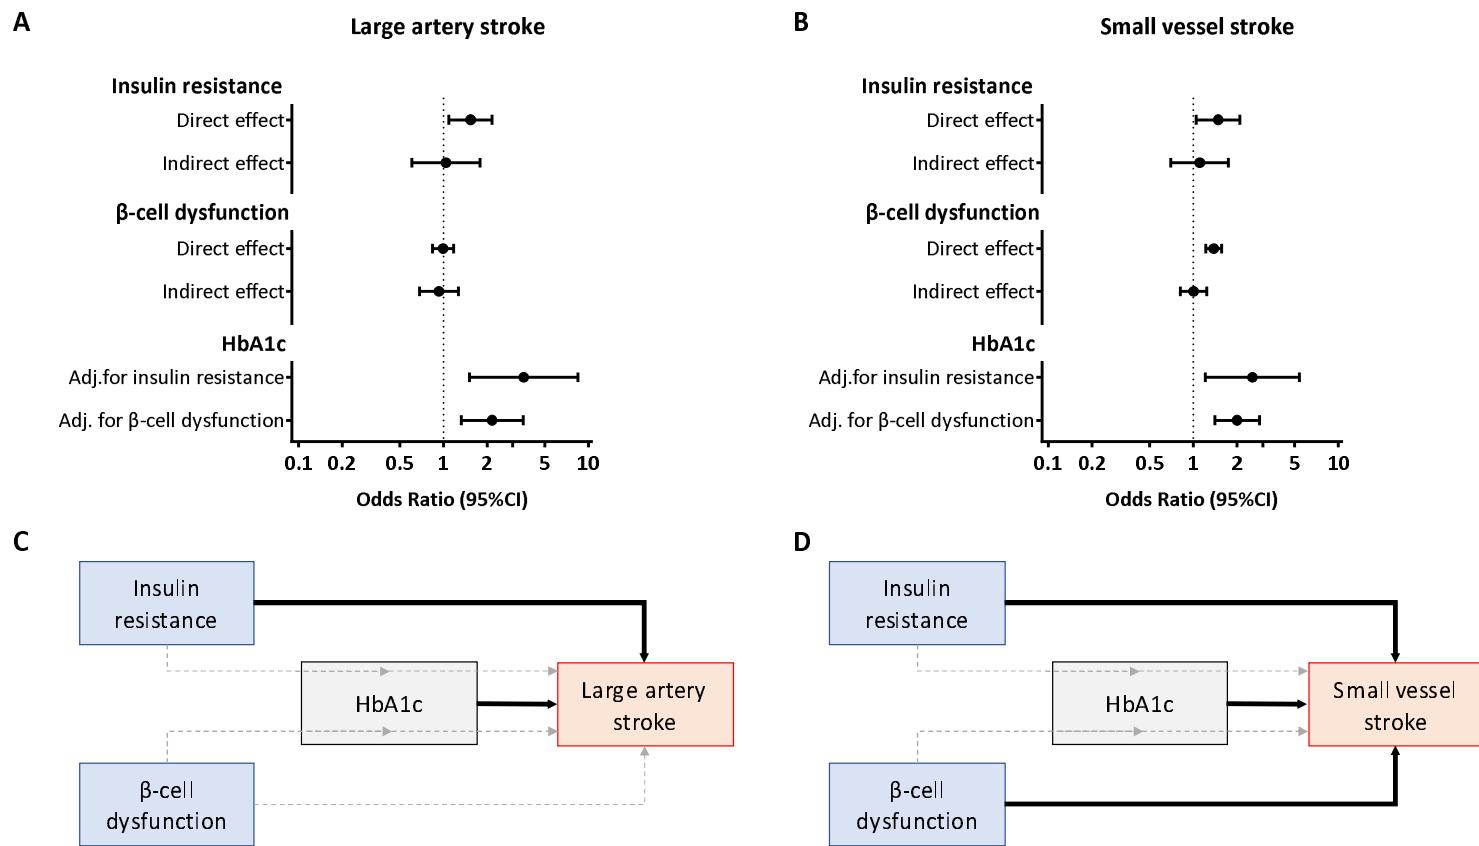 A
Large artery stroke
Insulin resistance
Direct effect
Indirect effect
β-cell dysfunction
Direct effect
Indirect effect
HbA1c
Adj.for insulin resistance
Adj. for β-cell dysfunction
0.1 0.2 0.5 1 2 5 10
Odds Ratio (95%CI)
B
Small vessel stroke
Insulin resistance
Direct effect
Indirect effect
β-cell dysfunction
Direct effect
Indirect effect
HbA1c
Adj.for insulin resistance
Adj. for β-cell dysfunction
0.1 0.2 0.5 1 2 5 10
Odds Ratio (95%CI)
C
Insulin
resistance
HbA1c
Large artery
stroke
β-cell
dysfunction
D
Insulin
resistance
HbA1c
Small vessel
stroke
β-cell
dysfunction